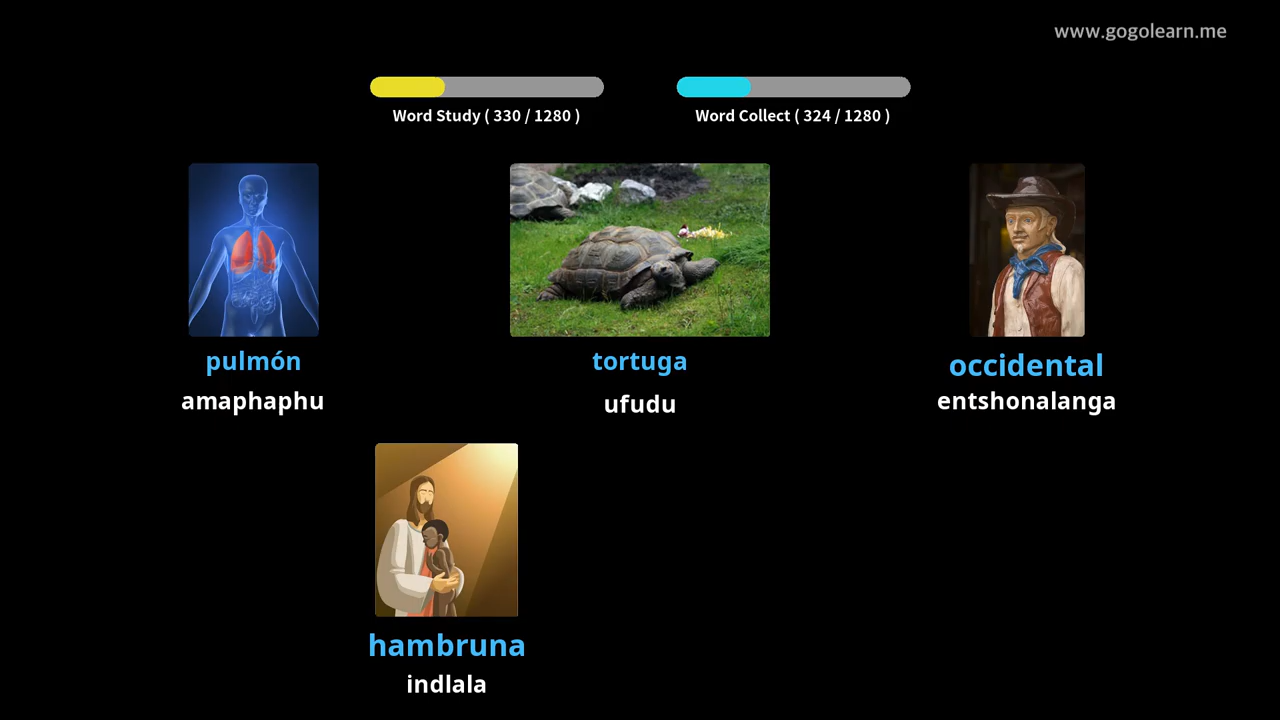 www.gogolearn.me
Word Study ( 330 / 1280 )
Word Collect ( 324 / 1280 )
pulmón
amaphaphu
tortuga
ufudu
occidental
entshonalanga
hambruna
indlala